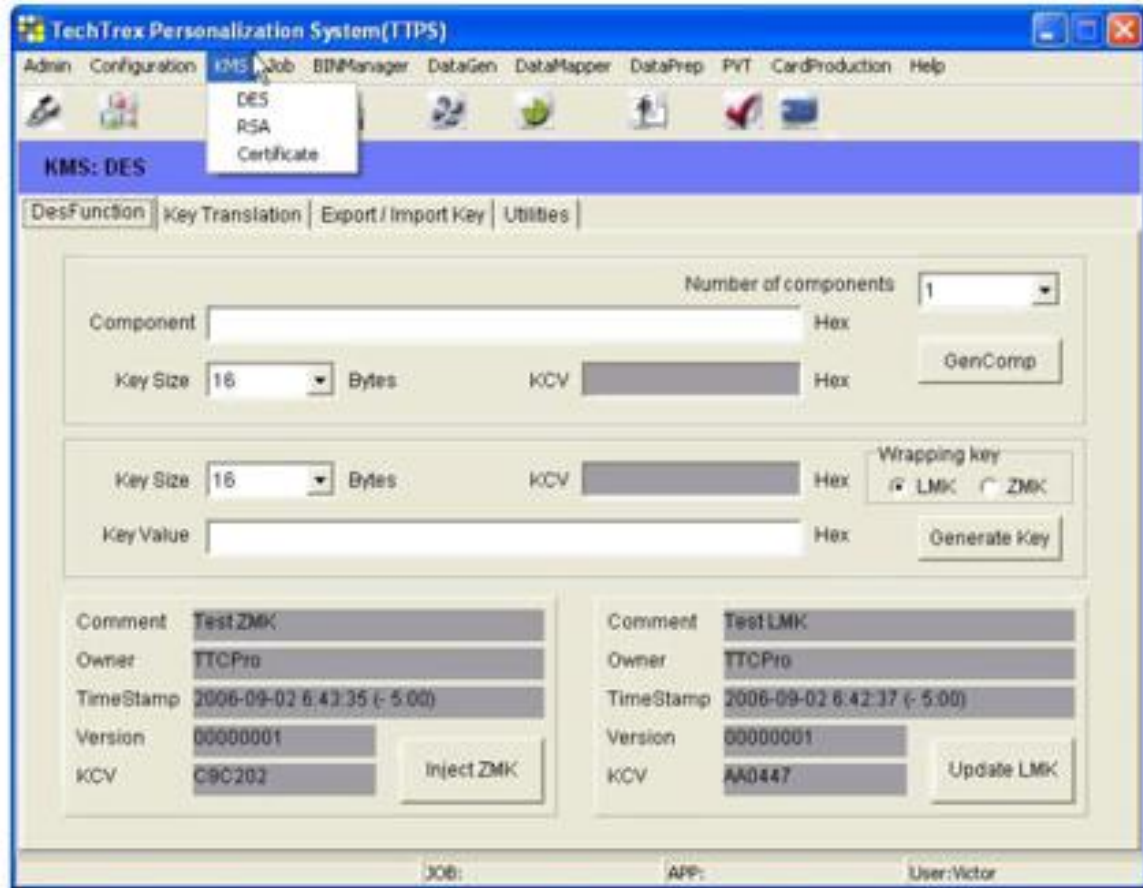 TechTrex Personalization System(TTPS)
Admin Configuration KMS Job BINManager DataGen DataMapper DataPrep PVT CardProduction Help
DES
RSA
Certificate
KMS: DES
DesFunction Key Translation Export / Import Key Utilities
Number of components 1
Component Hex
GenComp
Key Size 16 Bytes KCV Hex
Wrapping key
Key Size 16 Bytes KCV Hex LMK ZMK
Key Value Hex Generate Key
Comment Test ZMK
Owner TTCPro
TimeStamp 2006-09-02 6:43:35 (- 5:00)
Version 00000001
KCV C9C202
Inject ZMK
Comment Test LMK
Owner TTCPro
TimeStamp 2006-09-02 6:42:37 (- 5:00)
Version 00000001
KCV AA0447
Update LMK
JOB: APP: User:Victor